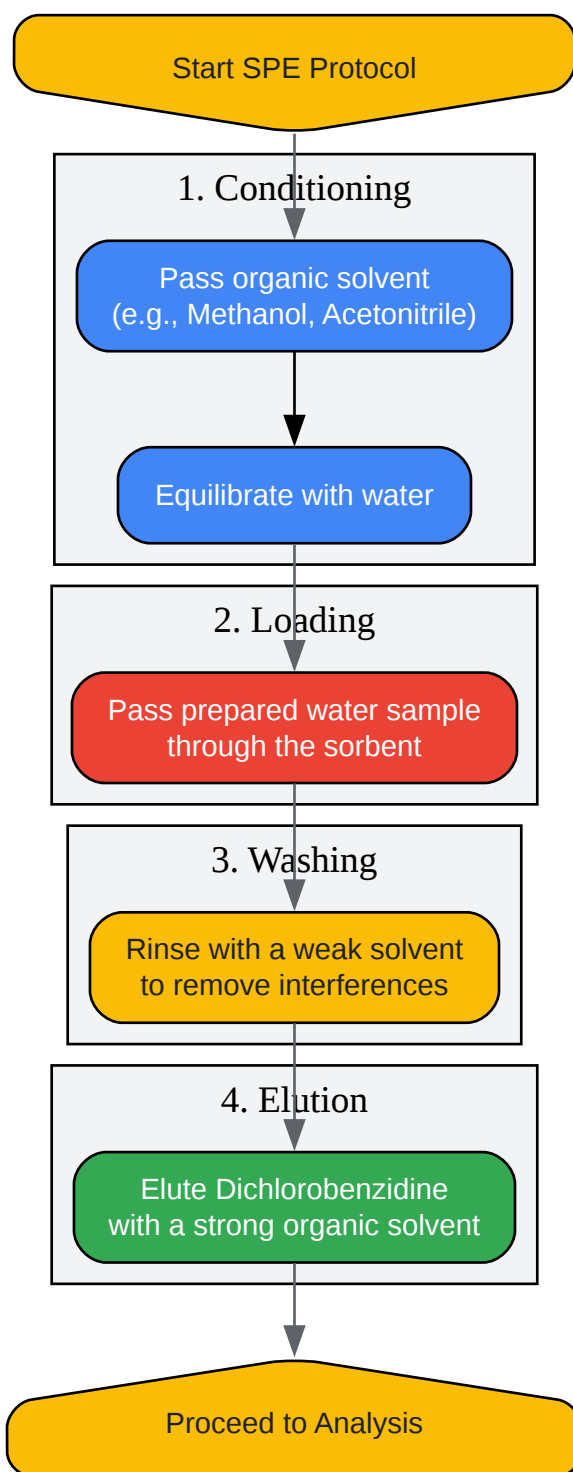 Start SPE Protocol
1. Conditioning
Pass organic solvent
(e.g., Methanol, Acetonitrile)
Equilibrate with water
2. Loading
Pass prepared water sample
through the sorbent
3. Washing
Rinse with a weak solvent
to remove interferences
4. Elution
Elute Dichlorobenzidine
with a strong organic solvent
Proceed to Analysis